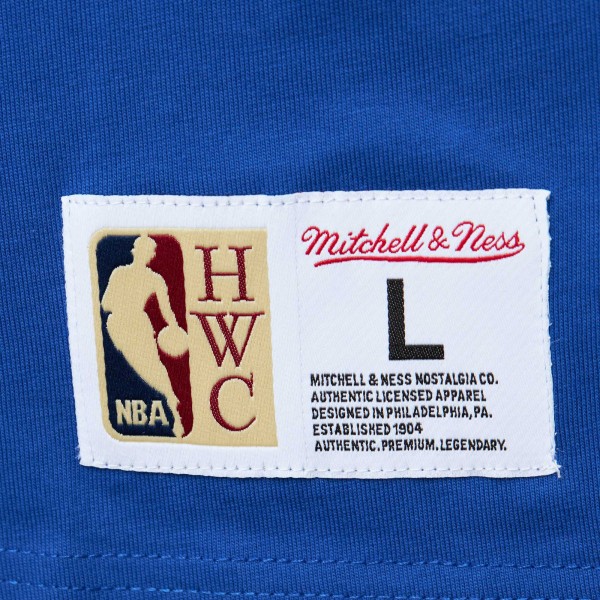 NBA
H
W
C
Mitchell & Ness
L
MITCHELL & NESS NOSTALGIA CO.
AUTHENTIC LICENSED APPAREL
DESIGNED IN PHILADELPHIA, PA.
ESTABLISHED 1904
AUTHENTIC. PREMIUM. LEGENDARY.